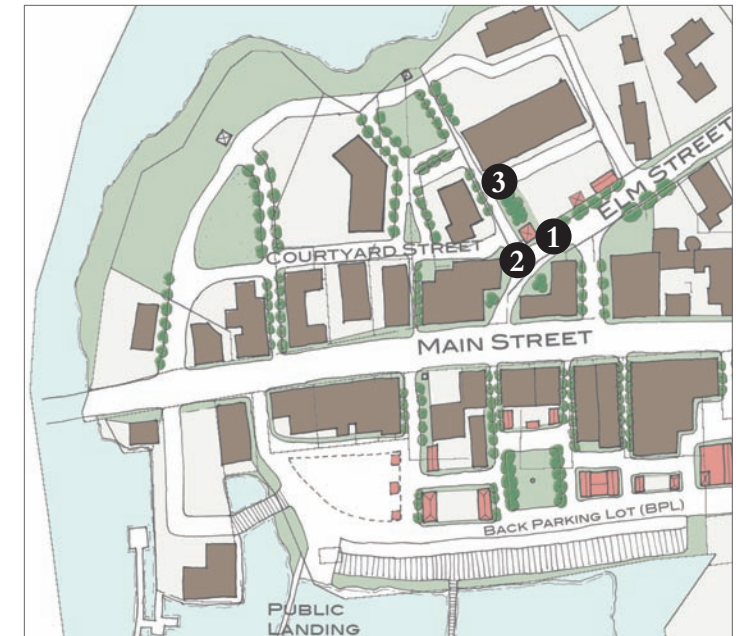 3
ELM STREET
1
2
COURTYARD STREET
MAIN STREET
BACK PARKING LOT (BPL)
PUBLIC
LANDING